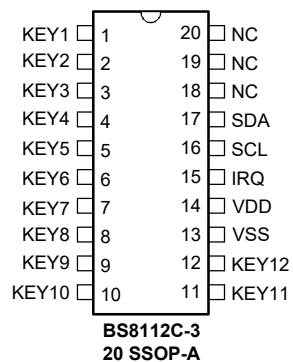 KEY1 1 20 NC
KEY2 2 19 NC
KEY3 3 18 NC
KEY4 4 17 SDA
KEY5 5 16 SCL
KEY6 6 15 IRQ
KEY7 7 14 VDD
KEY8 8 13 VSS
KEY9 9 12 KEY12
KEY10 10 11 KEY11
BS8112C-3
20 SSOP-A